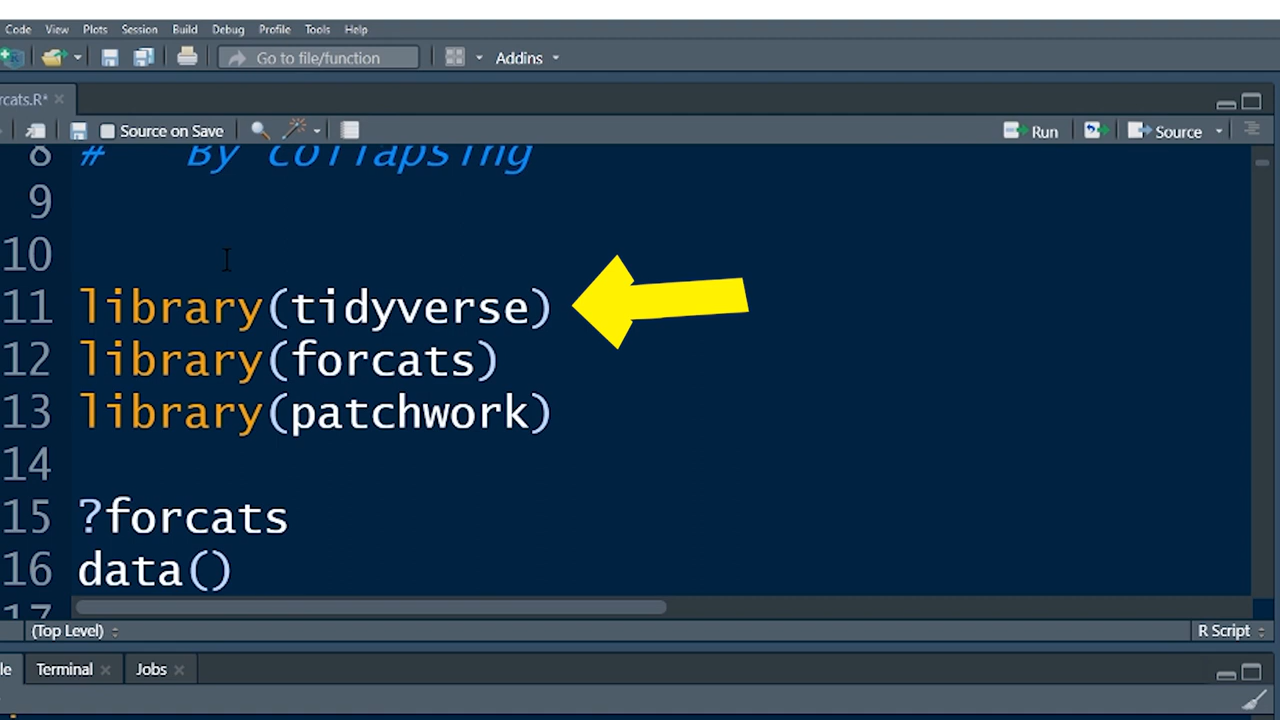 Code View Plots Session Build Debug Profile Tools Help
Go to file/function Addins
rcats.R*
Source on Save Run Source
8 # By collapsing
9
10
11 library(tidyverse)
12 library(forcats)
13 library(patchwork)
14
15 ?forcats
16 data()
17
(Top Level) R Script
le Terminal Jobs